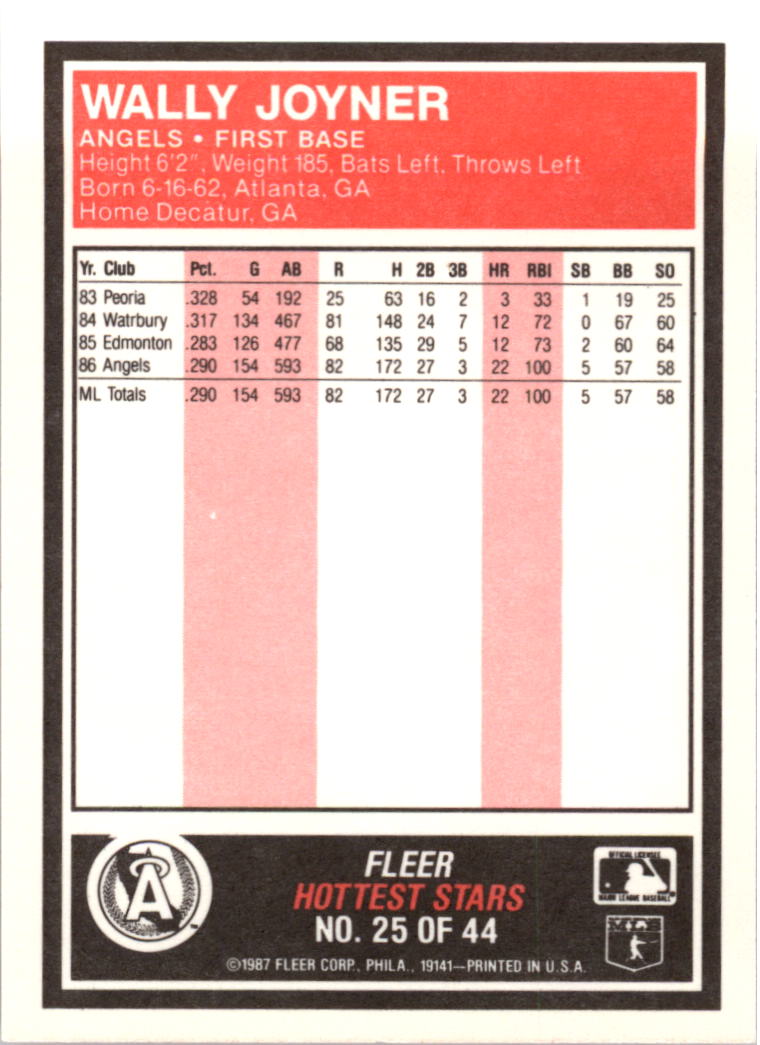 WALLY JOYNER
ANGELS • FIRST BASE
Height 6'2", Weight 185, Bats Left, Throws Left
Born 6-16-62, Atlanta, GA
Home Decatur, GA
Yr. Club Pct. G AB R H 2B 3B HR RBI SB BB SO
83 Peoria .328 54 192 25 63 16 2 3 33 1 19 25
84 Watrbury .317 134 467 81 148 24 7 12 72 0 67 60
85 Edmonton .283 126 477 68 135 29 5 12 73 2 60 64
86 Angels .290 154 593 82 172 27 3 22 100 5 57 58
ML Totals .290 154 593 82 172 27 3 22 100 5 57 58
A
FLEER
HOTTEST STARS
NO. 25 OF 44
©1987 FLEER CORP., PHILA., 19141—PRINTED IN U.S.A.
OFFICIAL LICENSEE
MAJOR LEAGUE BASEBALL